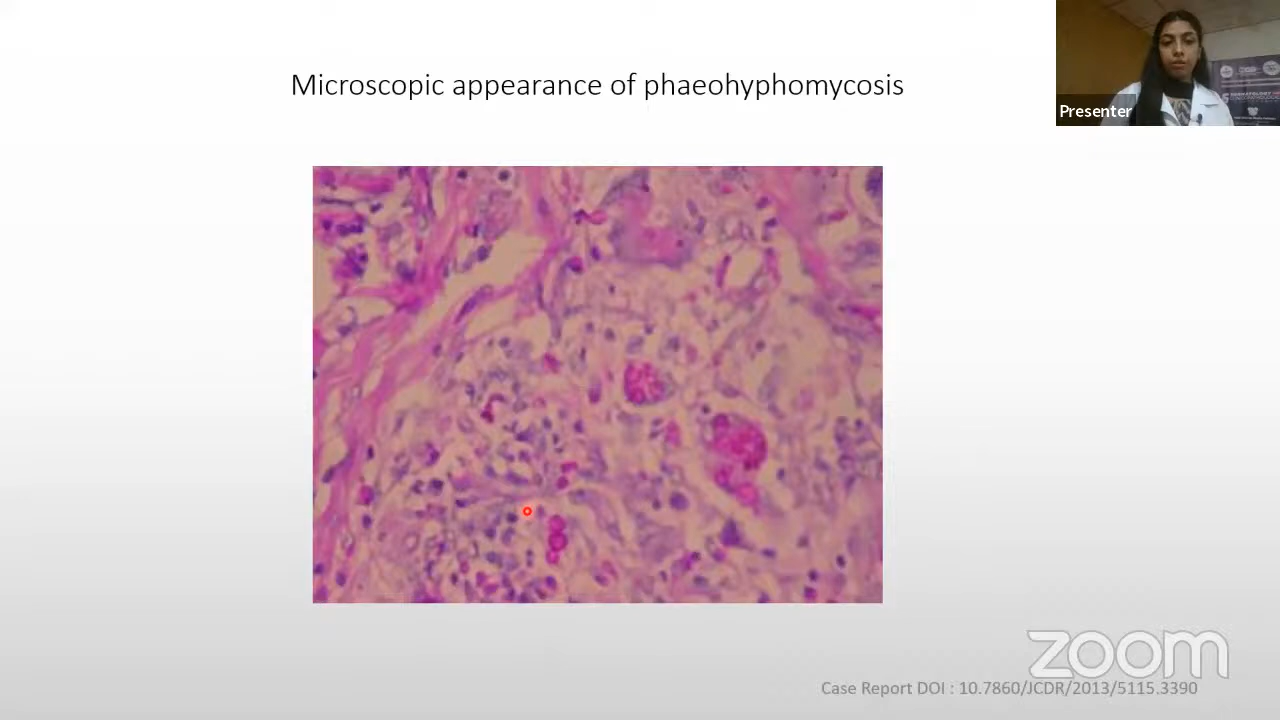 Microscopic appearance of phaeohyphomycosis
Presenter
zoom
Case Report DOI : 10.7860/JCDR/2013/5115.3390